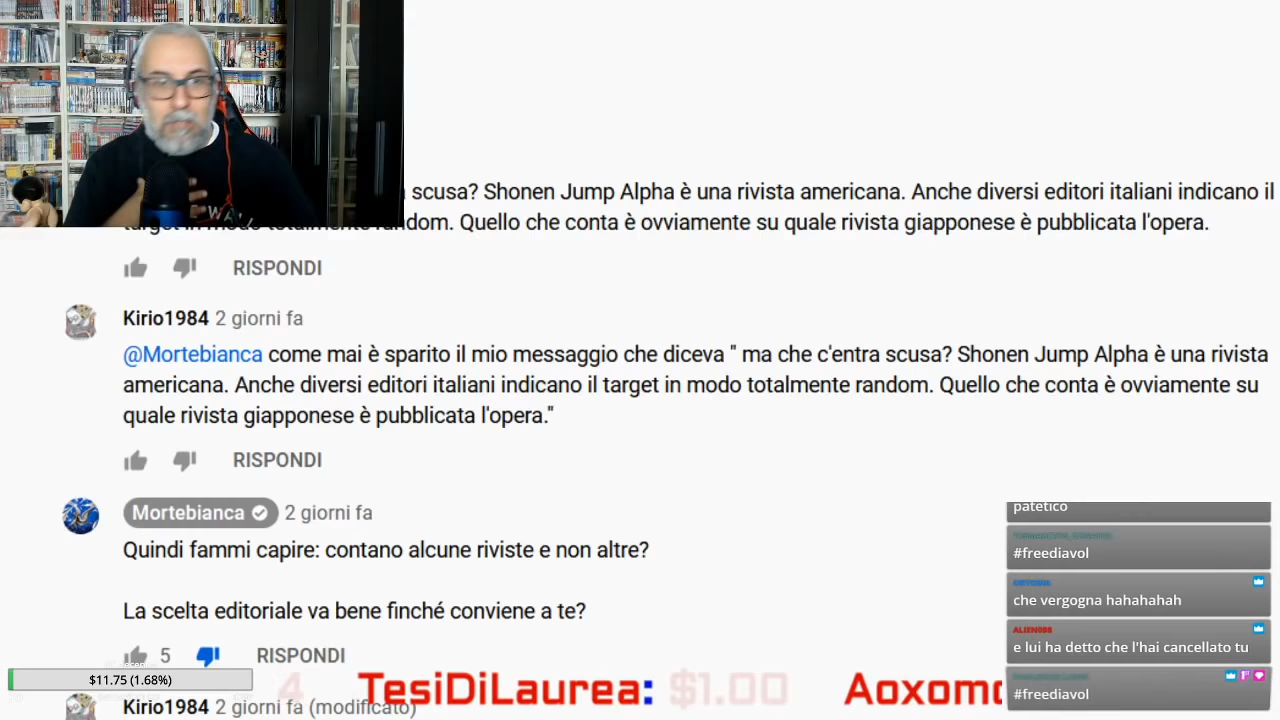 scusa? Shonen Jump Alpha è una rivista americana. Anche diversi editori italiani indicano il
target in modo totalmente random. Quello che conta è ovviamente su quale rivista giapponese è pubblicata l'opera.
RISPONDI
Kirio1984 2 giorni fa
@Mortebianca come mai è sparito il mio messaggio che diceva " ma che c'entra scusa? Shonen Jump Alpha è una rivista
americana. Anche diversi editori italiani indicano il target in modo totalmente random. Quello che conta è ovviamente su
quale rivista giapponese è pubblicata l'opera."
RISPONDI
Mortebianca 2 giorni fa
Quindi fammi capire: contano alcune riviste e non altre?
La scelta editoriale va bene finché conviene a te?
5 RISPONDI
Kirio1984 2 giorni fa (modificato)
$11.75 (1.68%)
4 TesiDiLaurea: $1.00 Aoxomo
patetico
#freediavol
che vergogna hahahahah
ALIEN088
e lui ha detto che l'hai cancellato tu
#freediavol